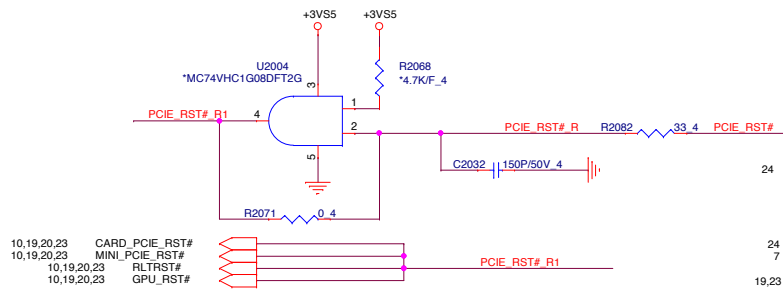 +3VS5 +3VS5
U2004
*MC74VHC1G08DFT2G
R2068
*4.7K/F_4
3
1
PCIE_RST#_R1 4
2 PCIE_RST#_R R2082 33_4 PCIE_RST#
5
C2032 150P/50V_4
24
R2071 0_4
10,19,20,23 CARD_PCIE_RST# 24
10,19,20,23 MINI_PCIE_RST# 7
10,19,20,23 RLTRST# PCIE_RST#_R1
10,19,20,23 GPU_RST# 19,23